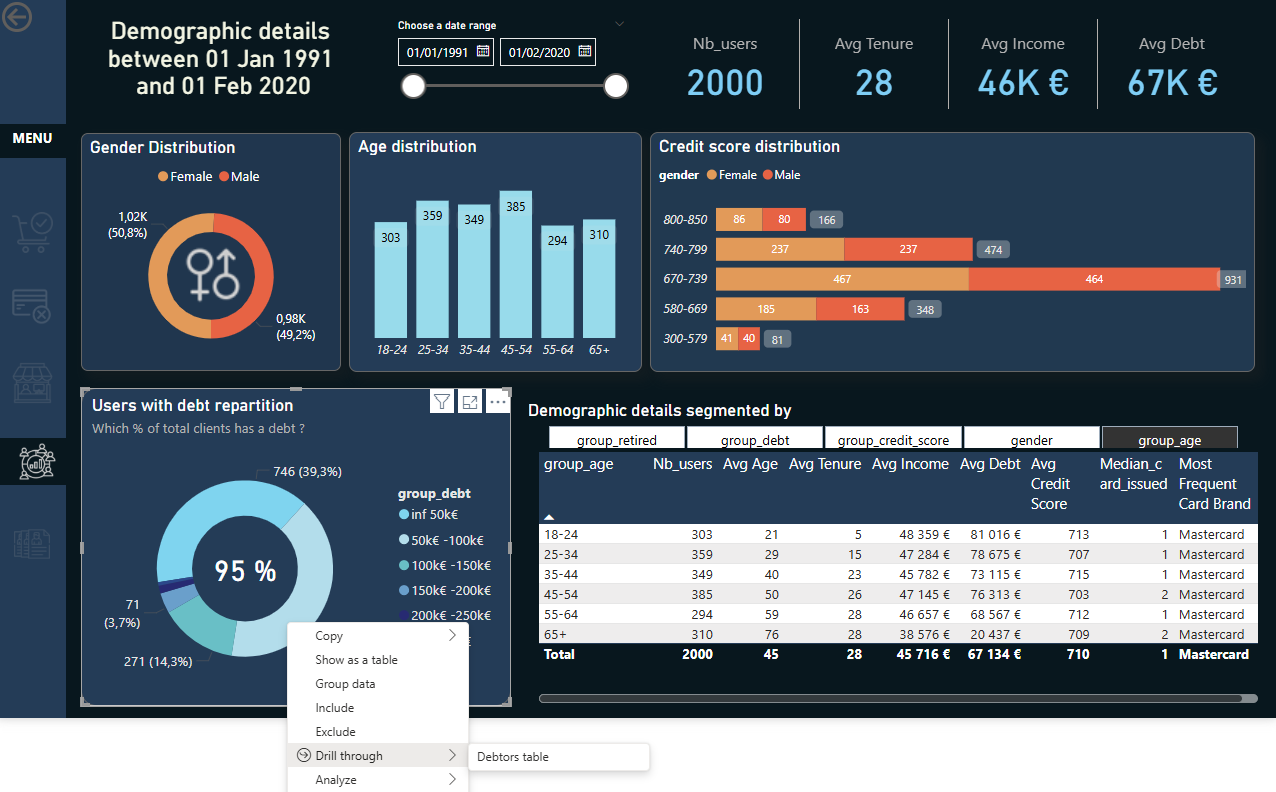 Demographic details
between 01 Jan 1991
and 01 Feb 2020
Choose a date range
01/01/1991
01/02/2020
Nb_users
2000
Avg Tenure
28
Avg Income
46K €
Avg Debt
67K €
MENU
Gender Distribution
Female Male
1,02K
(50,8%)
0,98K
(49,2%)
Age distribution
303
359
349
385
294
310
18-24 25-34 35-44 45-54 55-64 65+
Credit score distribution
gender Female Male
800-850 86 80 166
740-799 237 237 474
670-739 467 464 931
580-669 185 163 348
300-579 41 40 81
Users with debt repartition
Which % of total clients has a debt ?
746 (39,3%)
95 %
71
(3,7%)
271 (14,3%)
group_debt
inf 50k€
50k€ -100k€
100k€ -150k€
150k€ -200k€
200k€ -250k€
Copy
Show as a table
Group data
Include
Exclude
Drill through
Analyze
Debtors table
Demographic details segmented by
group_retired group_debt group_credit_score gender group_age
group_age Nb_users Avg Age Avg Tenure Avg Income Avg Debt Avg Credit Score Median_card_issued Most Frequent Card Brand
18-24 303 21 5 48 359 € 81 016 € 713 1 Mastercard
25-34 359 29 15 47 284 € 78 675 € 707 1 Mastercard
35-44 349 40 23 45 782 € 73 115 € 715 1 Mastercard
45-54 385 50 26 47 145 € 76 313 € 703 2 Mastercard
55-64 294 59 28 46 657 € 68 567 € 712 1 Mastercard
65+ 310 76 28 38 576 € 20 437 € 709 2 Mastercard
Total 2000 45 28 45 716 € 67 134 € 710 1 Mastercard